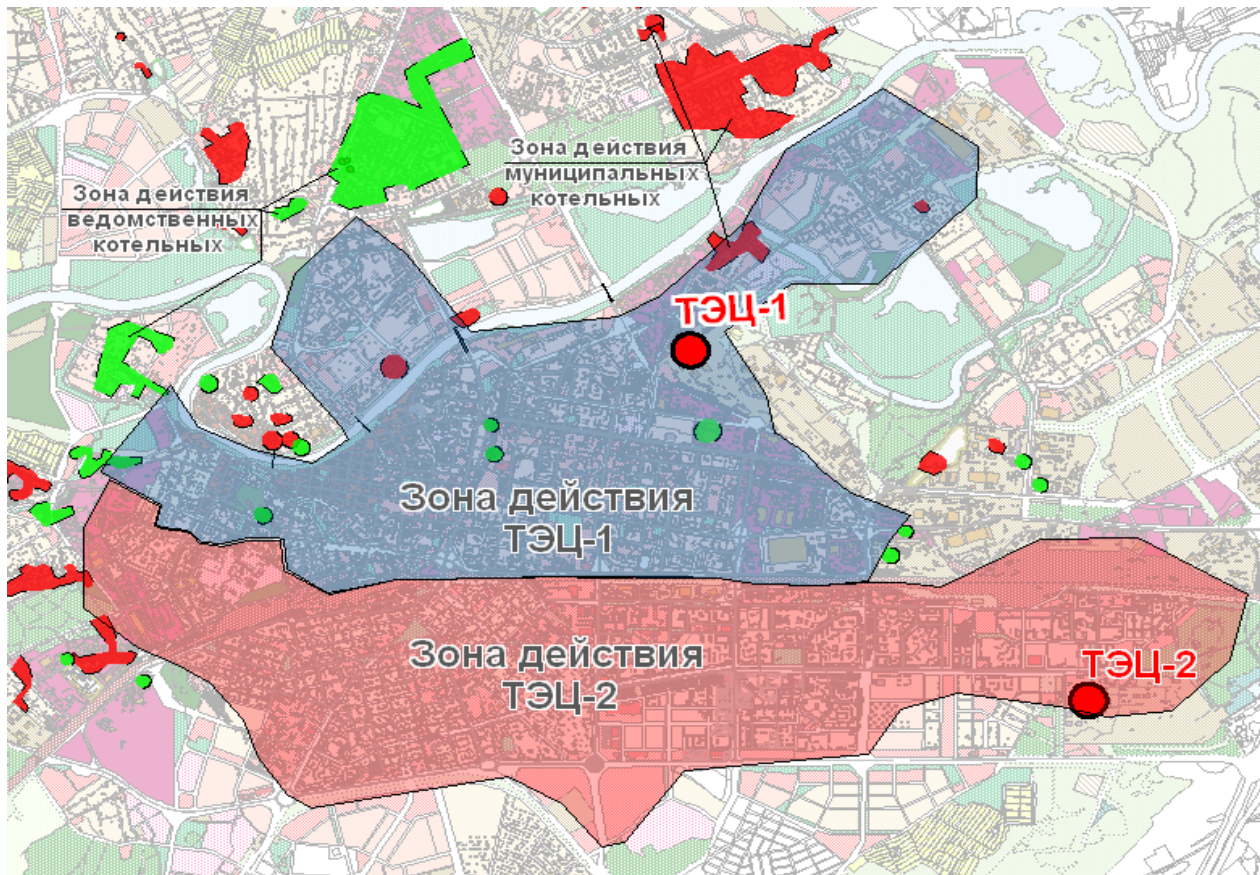 Зона действия
муниципальных
котельных
Зона действия
ведомственных
котельных
ТЭЦ-1
Зона действия
ТЭЦ-1
Зона действия
ТЭЦ-2
ТЭЦ-2